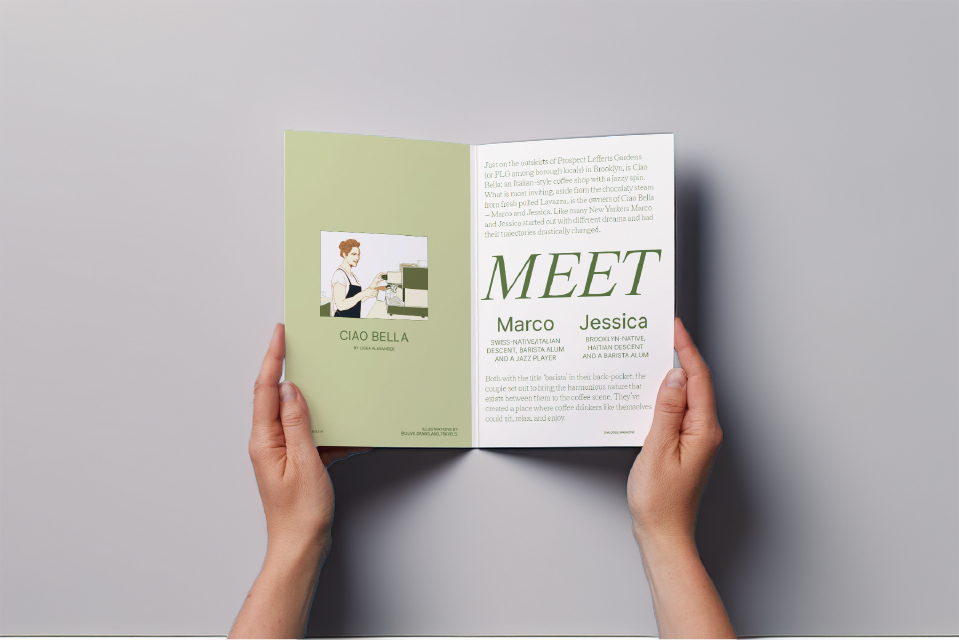 CIAO BELLA
ILLUSTRATIONS BY
Just on the outskirts of Prospect Lefferts Gardens
(or PLG among borough locals) in Brooklyn, is Ciao
Bella: an Italian-style coffee shop with a jazzy spin.
What is most inviting, aside from the chocolaty steam
from fresh pulled Lavazza, is the owners of Ciao Bella
—Marco and Jessica. Like many New Yorkers Marco
and Jessica started out with different dreams and had
their trajectories drastically changed.
MEET
Marco
SWISS-NATIVE/ITALIAN
DESCENT, BARISTA ALUM
AND A JAZZ PLAYER
Jessica
BROOKLYN-NATIVE,
HAITIAN DESCENT
AND A BARISTA ALUM
Both with the title 'barista' in their back-pocket, the
couple set out to bring the harmonious nature that
exists between them to the coffee scene. They've
created a place where coffee drinkers like themselves
could sit, relax, and enjoy.